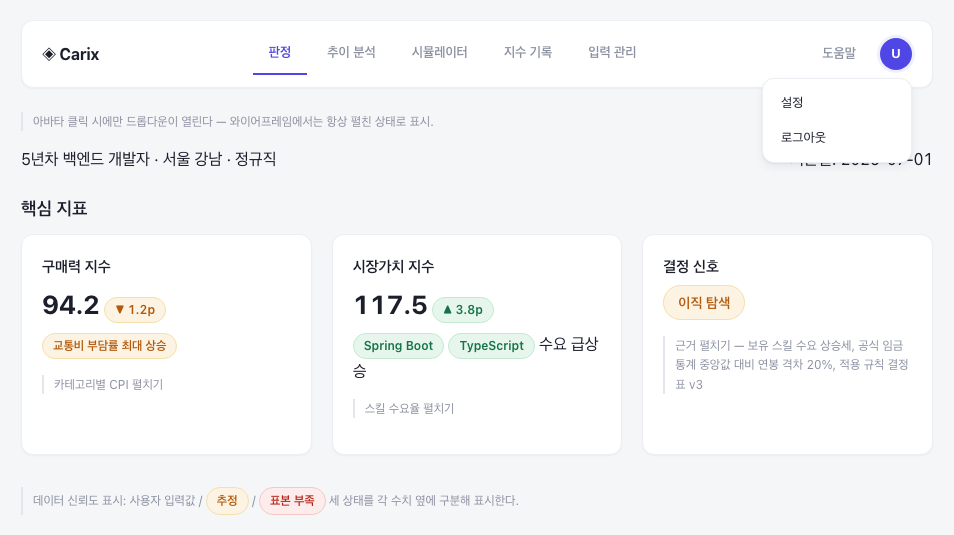 ◈ Carix
판정 추이 분석 시뮬레이터 지수 기록 입력 관리 도움말 U
설정
로그아웃
아바타 클릭 시에만 드롭다운이 열린다 — 와이어프레임에서는 항상 펼친 상태로 표시.
5년차 백엔드 개발자 · 서울 강남 · 정규직
-01
핵심 지표
구매력 지수
94.2 ▼ 1.2p
교통비 부담률 최대 상승
카테고리별 CPI 펼치기
시장가치 지수
117.5 ▲ 3.8p
Spring Boot TypeScript 수요 급상
승
스킬 수요율 펼치기
결정 신호
이직 탐색
근거 펼치기 — 보유 스킬 수요 상승세, 공식 임금
통계 중앙값 대비 연봉 격차 20%, 적용 규칙 결정
표 v3
데이터 신뢰도 표시: 사용자 입력값 / 추정 / 표본 부족 세 상태를 각 수치 옆에 구분해 표시한다.